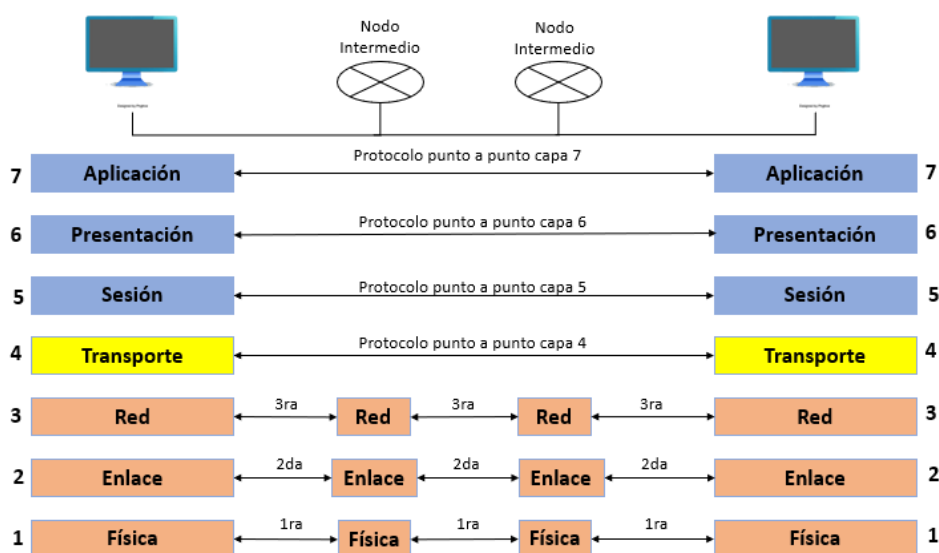 Nodo
Intermedio
Nodo
Intermedio
7 Aplicación Protocolo punto a punto capa 7 Aplicación 7
6 Presentación Protocolo punto a punto capa 6 Presentación 6
5 Sesión Protocolo punto a punto capa 5 Sesión 5
4 Transporte Protocolo punto a punto capa 4 Transporte 4
3 Red 3ra Red 3ra Red 3ra Red 3
2 Enlace 2da Enlace 2da Enlace 2da Enlace 2
1 Física 1ra Física 1ra Física 1ra Física 1